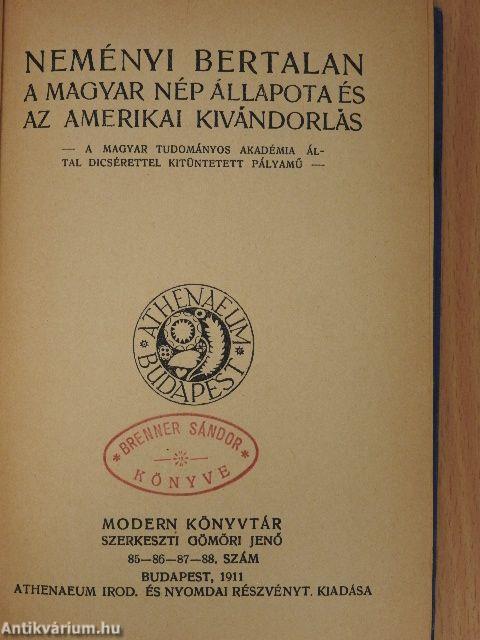 NEMÉNYI BERTALAN
A MAGYAR NÉP ÁLLAPOTA ÉS
AZ AMERIKAI KIVÁNDORLÁS
— A MAGYAR TUDOMÁNYOS AKADÉMIA ÁL-
TAL DICSÉRETTEL KITÜNTETETT PÁLYAMŰ —
ATHENAEUM
BUDAPEST
* BRENNER SÁNDOR *
KÖNYVE
MODERN KÖNYVTÁR
SZERKESZTI GÖMÖRI JENŐ
85—86—87—88. SZÁM
BUDAPEST, 1911
ATHENAEUM IROD. ÉS NYOMDAI RÉSZVÉNYT. KIADÁSA
Antikvárium.hu